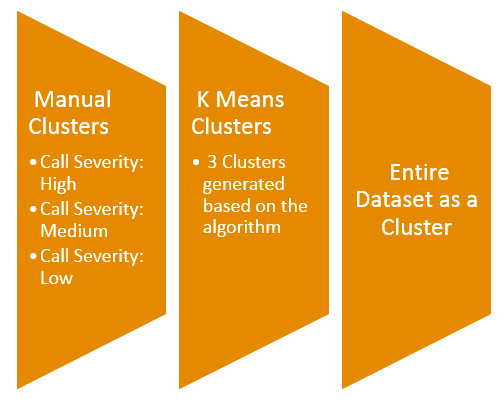 Manual
Clusters
•Call Severity:
High
•Call Severity:
Medium
•Call Severity:
Low
K Means
Clusters
• 3 Clusters
generated
based on the
algorithm
Entire
Dataset as a
Cluster